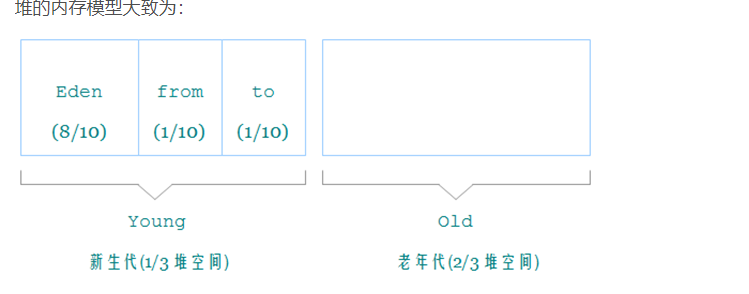 堆的内存模型大致为：
Eden from to
(8/10) (1/10) (1/10)
Young Old
新生代(1/3 堆空间) 老年代(2/3 堆空间)